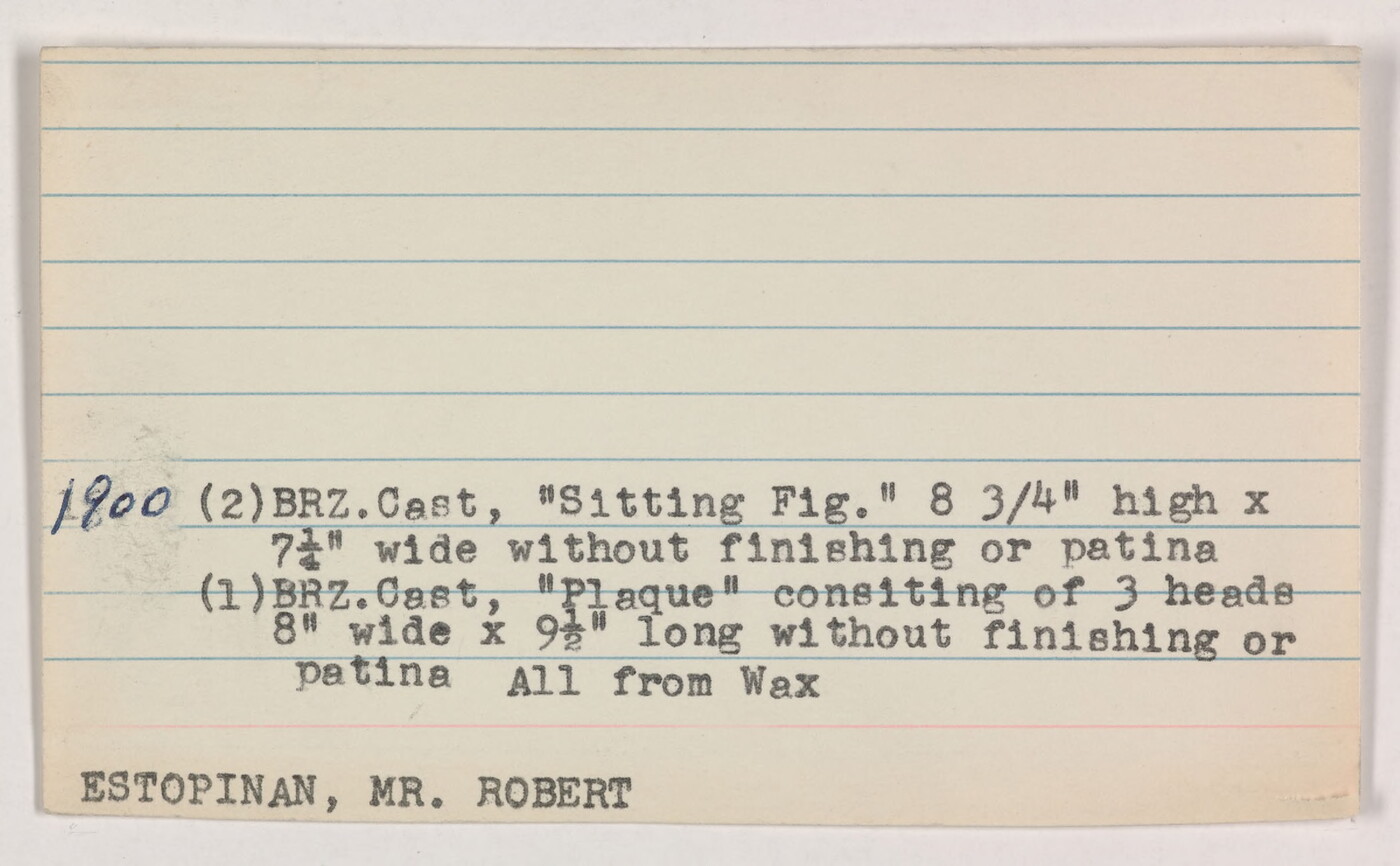 1900 (2)BRZ.Cast, "Sitting Fig." 8 3/4" high x
7¼" wide without finishing or patina
(1)BRZ.Cast, "Plaque" consiting of 3 heads
8" wide x 9½" long without finishing or
patina All from Wax
ESTOPINAN, MR. ROBERT